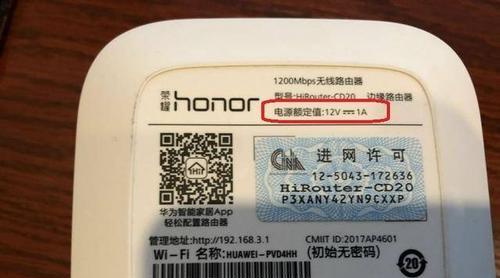 1200Mbps无线路由器
荣耀 honor
型号:HiRouter-CD20 边缘路由器
电源额定值:12V⎓1A
1Hi1
CNA 进网许可
12-5043-172636
HiRouter-CD20
P3XANY42YN9CXXP
华为智能家居App
轻松配置路由器
管理地址:http://192.168.3.1
CMIIT ID:2017AP4601
Wi-Fi 名称:HUAWEI-PVD4HH (初始无密码)